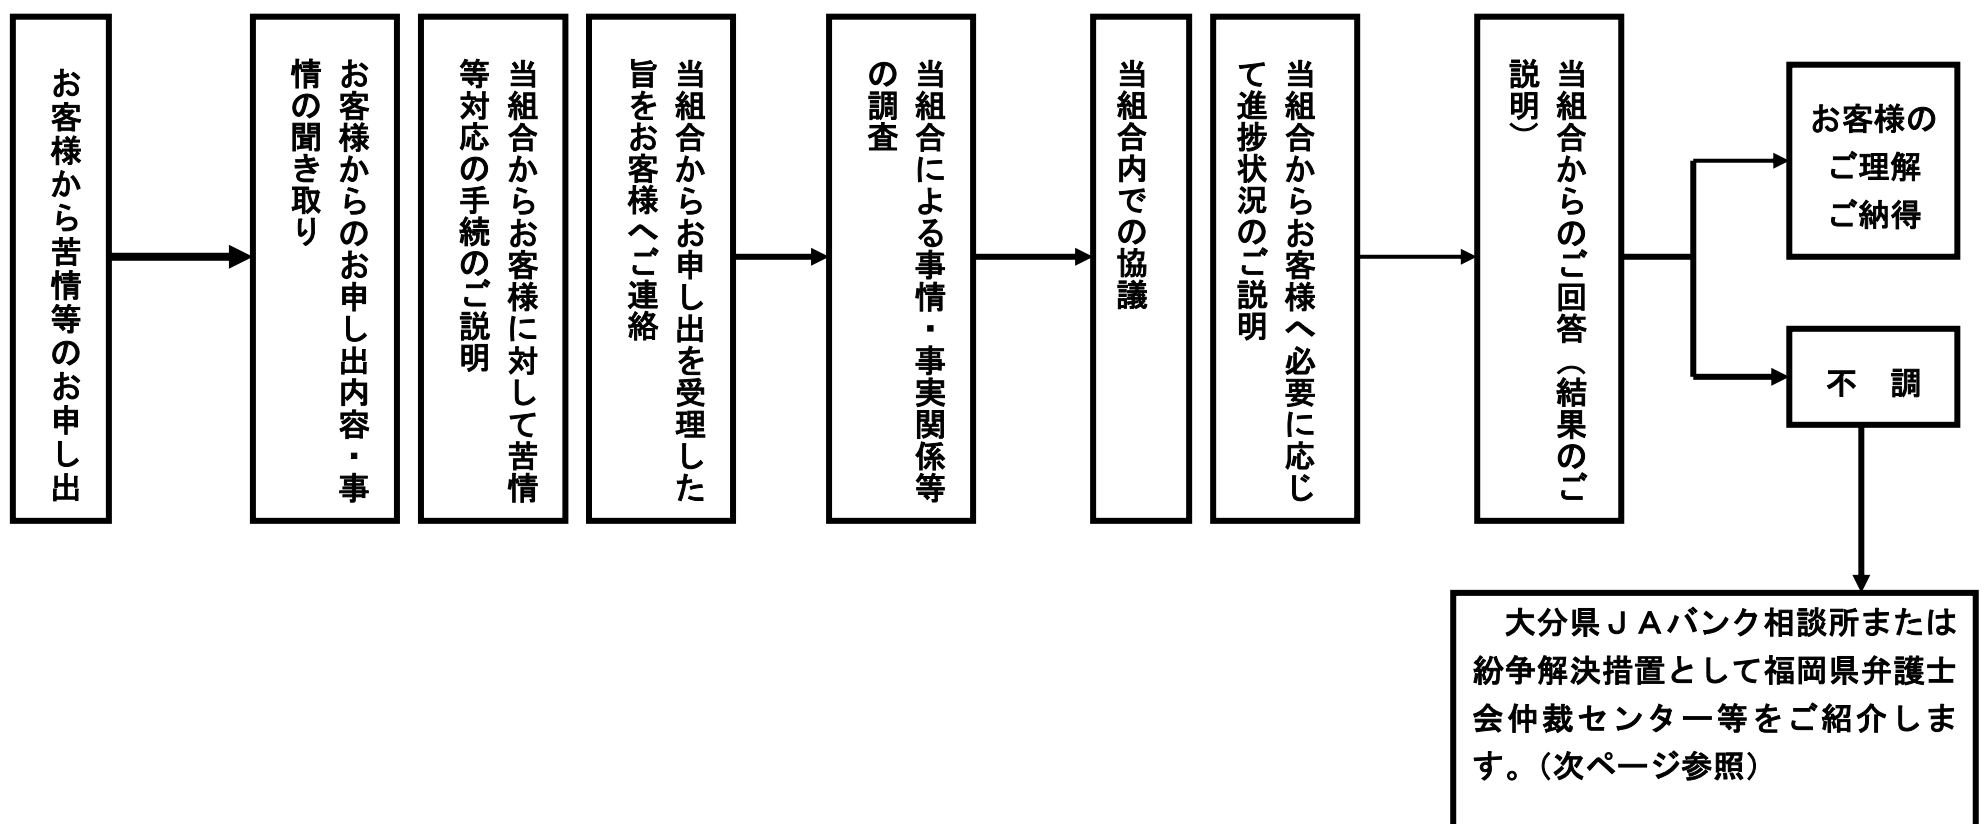 お客様から苦情等のお申し出
お客様からのお申し出内容・事
情の聞き取り
当組合からお客様に対して苦情
等対応の手続のご説明
当組合からお申し出を受理した
旨をお客様へご連絡
当組合による事情・事実関係等
の調査
当組合内での協議
当組合からお客様へ必要に応じ
て進捗状況のご説明
当組合からのご回答（結果のご
説明）
お客様の
ご理解
ご納得
不　調
大分県ＪＡバンク相談所または
紛争解決措置として福岡県弁護士
会仲裁センター等をご紹介しま
す。（次ページ参照）